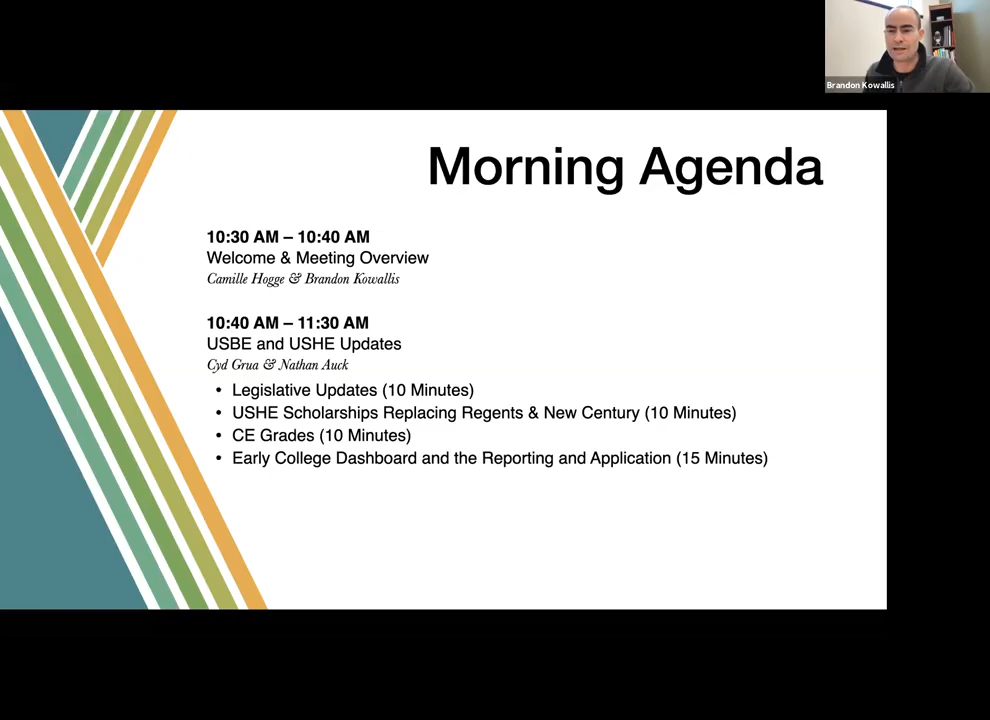 Brandon Kowallis
Morning Agenda
10:30 AM – 10:40 AM
Welcome & Meeting Overview
Camille Hogge & Brandon Kowallis
10:40 AM – 11:30 AM
USBE and USHE Updates
Cyd Grua & Nathan Auck
• Legislative Updates (10 Minutes)
• USHE Scholarships Replacing Regents & New Century (10 Minutes)
• CE Grades (10 Minutes)
• Early College Dashboard and the Reporting and Application (15 Minutes)